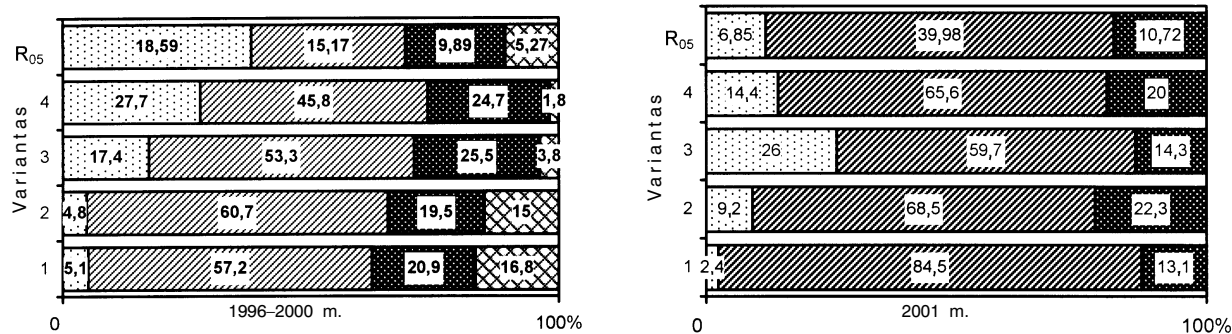 Variantas
R05 18,59 15,17 9,89 5,27
4 27,7 45,8 24,7 1,8
3 17,4 53,3 25,5 3,8
2 4,8 60,7 19,5 15
1 5,1 57,2 20,9 16,8
0 1996–2000 m. 100%
Variantas
R05 6,85 39,98 10,72
4 14,4 65,6 20
3 26 59,7 14,3
2 9,2 68,5 22,3
1 2,4 84,5 13,1
0 2001 m. 100%